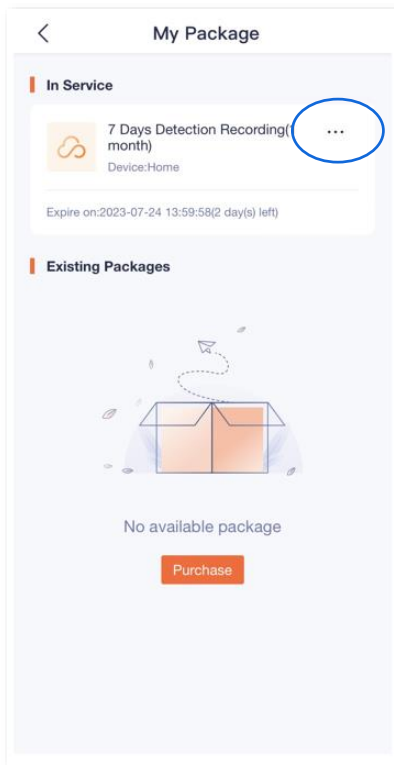 My Package
In Service
7 Days Detection Recording(
month)
Device:Home
...
Expire on:2023-07-24 13:59:58(2 day(s) left)
Existing Packages
No available package
Purchase